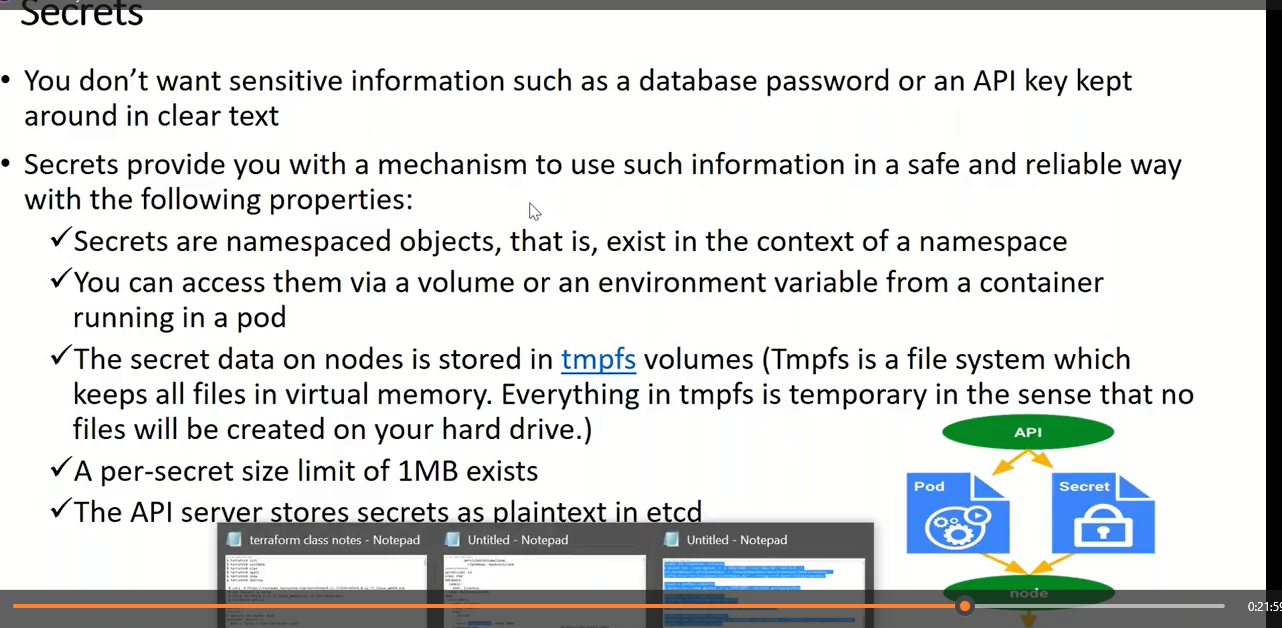 Secrets
• You don’t want sensitive information such as a database password or an API key kept
around in clear text
• Secrets provide you with a mechanism to use such information in a safe and reliable way
with the following properties:
✓Secrets are namespaced objects, that is, exist in the context of a namespace
✓You can access them via a volume or an environment variable from a container
running in a pod
✓The secret data on nodes is stored in tmpfs volumes (Tmpfs is a file system which
keeps all files in virtual memory. Everything in tmpfs is temporary in the sense that no
files will be created on your hard drive.)
✓A per-secret size limit of 1MB exists
✓The API server stores secrets as plaintext in etcd
API
Pod
Secret
node
terraform class notes - Notepad
Untitled - Notepad
Untitled - Notepad
0:21:59